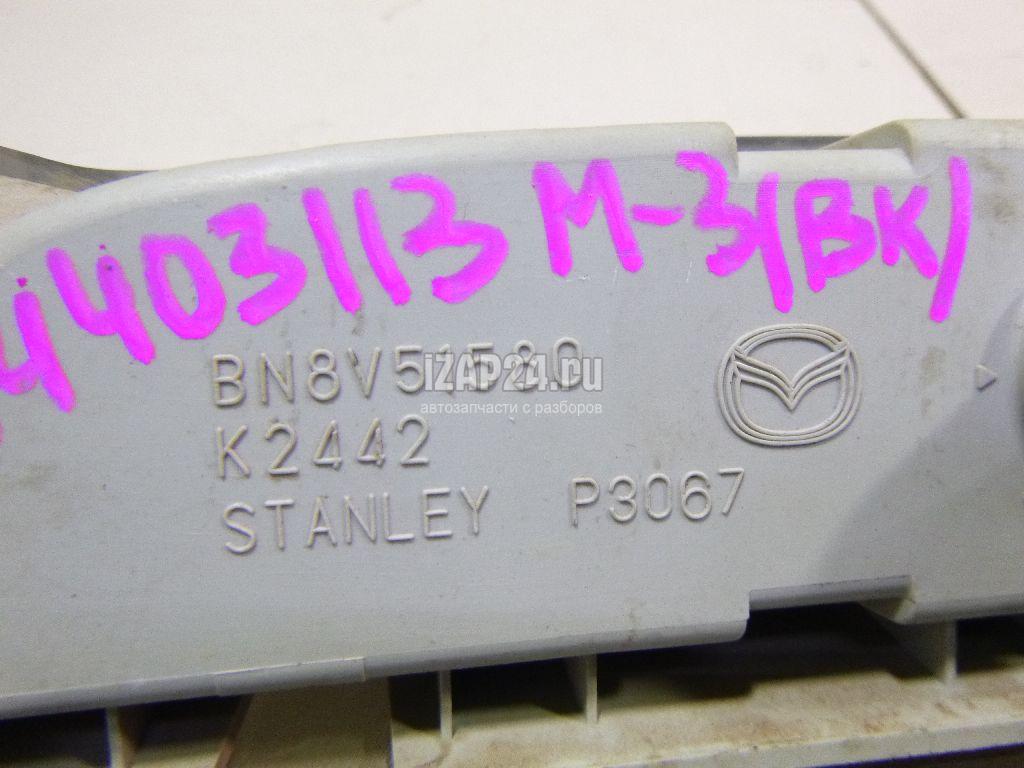 4403113 M-3(BK)
BN8V51580
iZAP24.ru
автозапчасти с разборов
K2442
STANLEY P3067